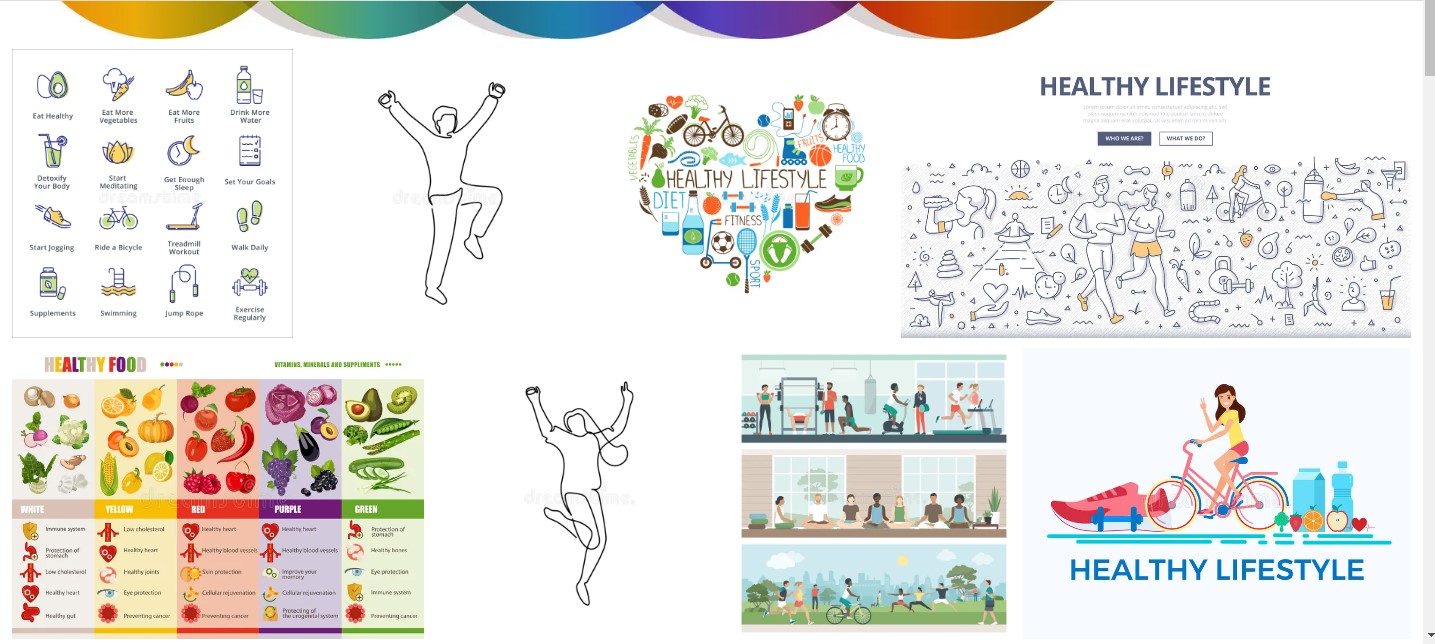 Eat Healthy
Eat More
Vegetables
Eat More
Fruits
Drink More
Water
Detoxify
Your Body
Start
Meditating
Get Enough
Sleep
Set Your Goals
Start Jogging
Ride a Bicycle
Treadmill
Workout
Walk Daily
Supplements
Swimming
Jump Rope
Exercise
Regularly
dreamstime
dreamstime
VEGETABLES
FRUITS
HEALTHY
FOOD
HEALTHY LIFESTYLE
DIET
FITNESS
SPORT
HEALTHY LIFESTYLE
WHO WE ARE?
WHAT WE DO?
HEALTHY FOOD
VITAMINS, MINERALS AND SUPPLIMENTS
WHITE
YELLOW
RED
PURPLE
GREEN
Immune system
Low cholesterol
Healthy heart
Healthy heart
Protection of
stomach
Protection of
stomach
Healthy heart
Healthy blood vessels
Healthy blood vessels
Healthy bones
Low cholesterol
Healthy joints
Skin protection
Improve your
memory
Eye protection
Healthy heart
Eye protection
Cellular rejuvenation
Cellular rejuvenation
Immune system
Healthy gut
Preventing cancer
Preventing cancer
Protecting of
the urogenital system
Preventing cancer
dreamstime
dreamstime.
HEALTHY LIFESTYLE